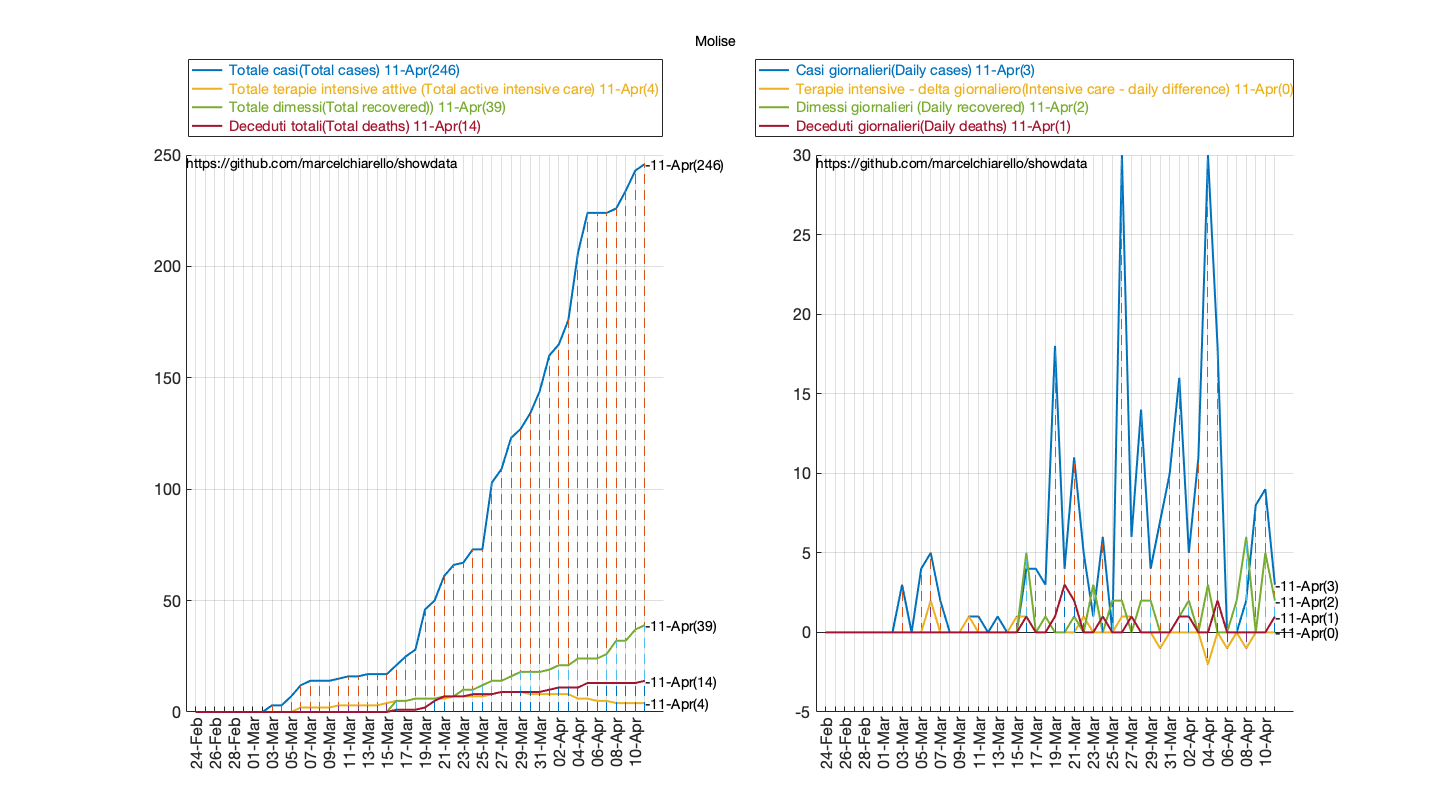 Molise
Totale casi(Total cases) 11-Apr(246)
Totale terapie intensive attive (Total active intensive care) 11-Apr(4)
Totale dimessi(Total recovered)) 11-Apr(39)
Deceduti totali(Total deaths) 11-Apr(14)
https://github.com/marcelchiarello/showdata
250
200
150
100
50
0
11-Apr(246)
11-Apr(39)
11-Apr(14)
11-Apr(4)
24-Feb
26-Feb
28-Feb
01-Mar
03-Mar
05-Mar
07-Mar
09-Mar
11-Mar
13-Mar
15-Mar
17-Mar
19-Mar
21-Mar
23-Mar
25-Mar
27-Mar
29-Mar
31-Mar
02-Apr
04-Apr
06-Apr
08-Apr
10-Apr
Casi giornalieri(Daily cases) 11-Apr(3)
Terapie intensive - delta giornaliero(Intensive care - daily difference) 11-Apr(0)
Dimessi giornalieri (Daily recovered) 11-Apr(2)
Deceduti giornalieri(Daily deaths) 11-Apr(1)
https://github.com/marcelchiarello/showdata
30
25
20
15
10
5
0
-5
11-Apr(3)
11-Apr(2)
11-Apr(1)
11-Apr(0)
24-Feb
26-Feb
28-Feb
01-Mar
03-Mar
05-Mar
07-Mar
09-Mar
11-Mar
13-Mar
15-Mar
17-Mar
19-Mar
21-Mar
23-Mar
25-Mar
27-Mar
29-Mar
31-Mar
02-Apr
04-Apr
06-Apr
08-Apr
10-Apr